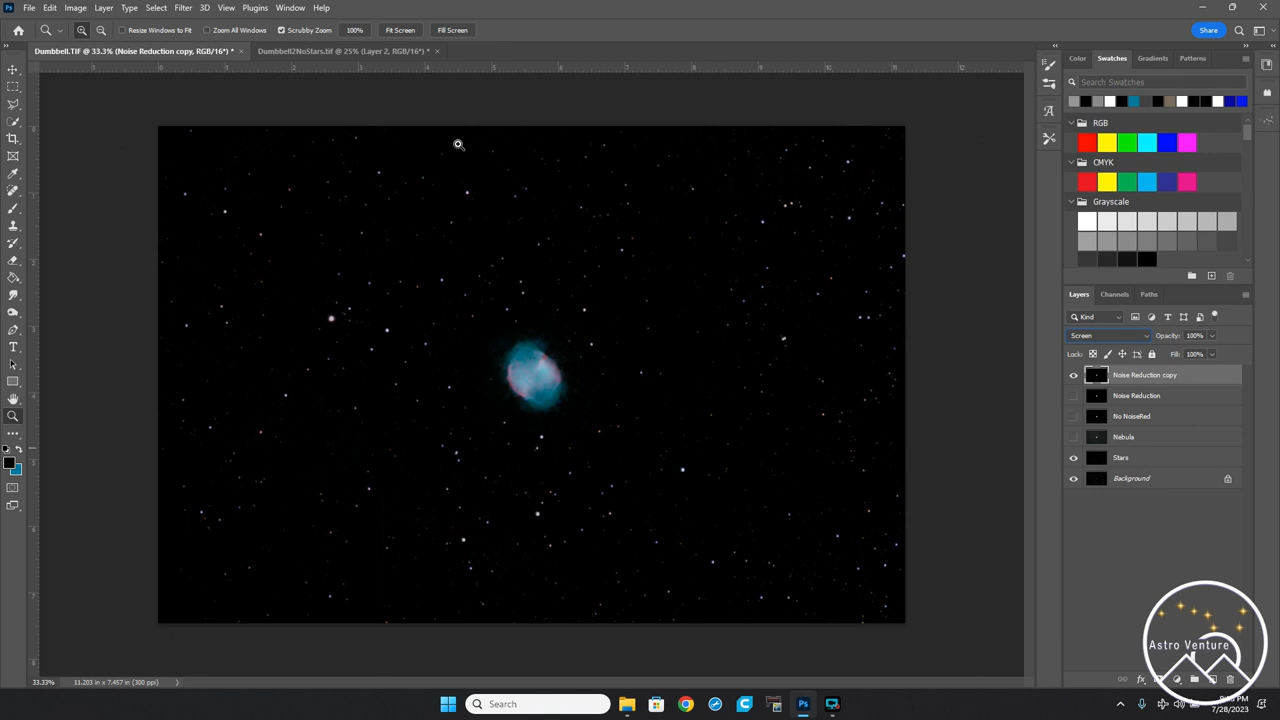 File Edit Image Layer Type Select Filter 3D View Plugins Window Help
Resize Windows to Fit Zoom All Windows Scrubby Zoom 100% Fit Screen Fill Screen Share
Dumbbell.TIF @ 33.3% (Noise Reduction copy, RGB/16*) * Dumbbell2NoStars.tif @ 25% (Layer 2, RGB/16*) *
Color Swatches Gradients Patterns
Search Swatches
RGB
CMYK
Grayscale
Layers Channels Paths
Kind
Screen Opacity: 100%
Lock: Fill: 100%
Noise Reduction copy
Noise Reduction
No NoiseRed
Nebula
Stars
Background
Astro Venture
33.33% 11.203 in x 7.457 in (300 ppi)
Search
7/28/2023